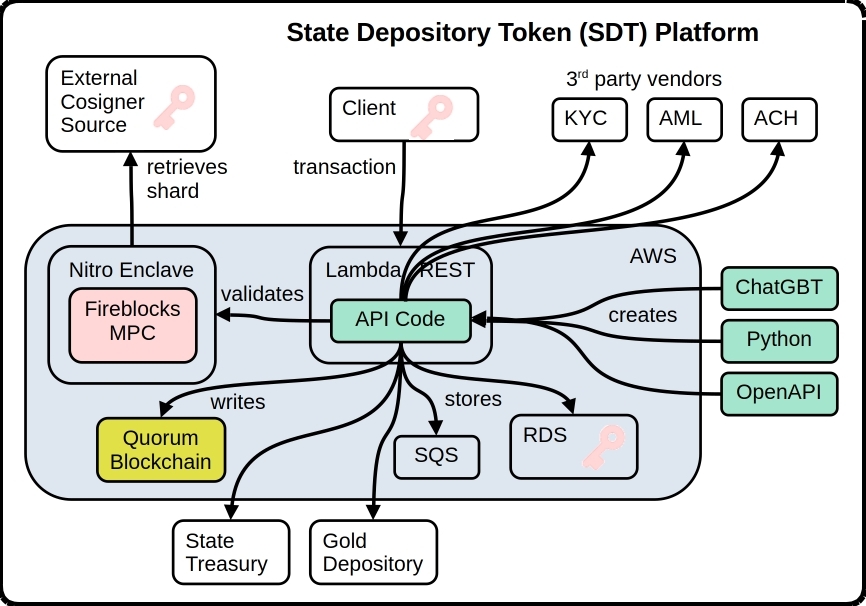 State Depository Token (SDT) Platform
External
Cosigner
Source
Client
3rd party vendors
KYC
AML
ACH
retrieves
shard
transaction
AWS
Nitro Enclave
Fireblocks
MPC
validates
Lambda
REST
API Code
creates
ChatGBT
Python
OpenAPI
writes
stores
Quorum
Blockchain
SQS
RDS
State
Treasury
Gold
Depository